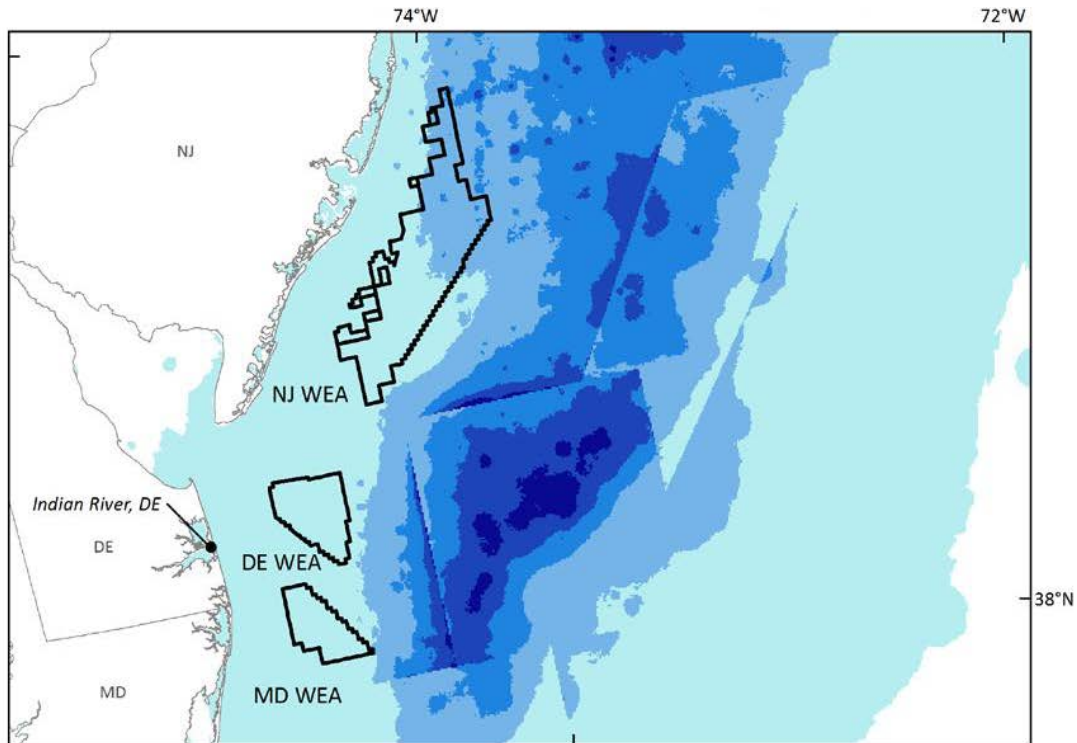 74°W
72°W
NJ
NJ WEA
Indian River, DE
DE
DE WEA
38°N
MD
MD WEA